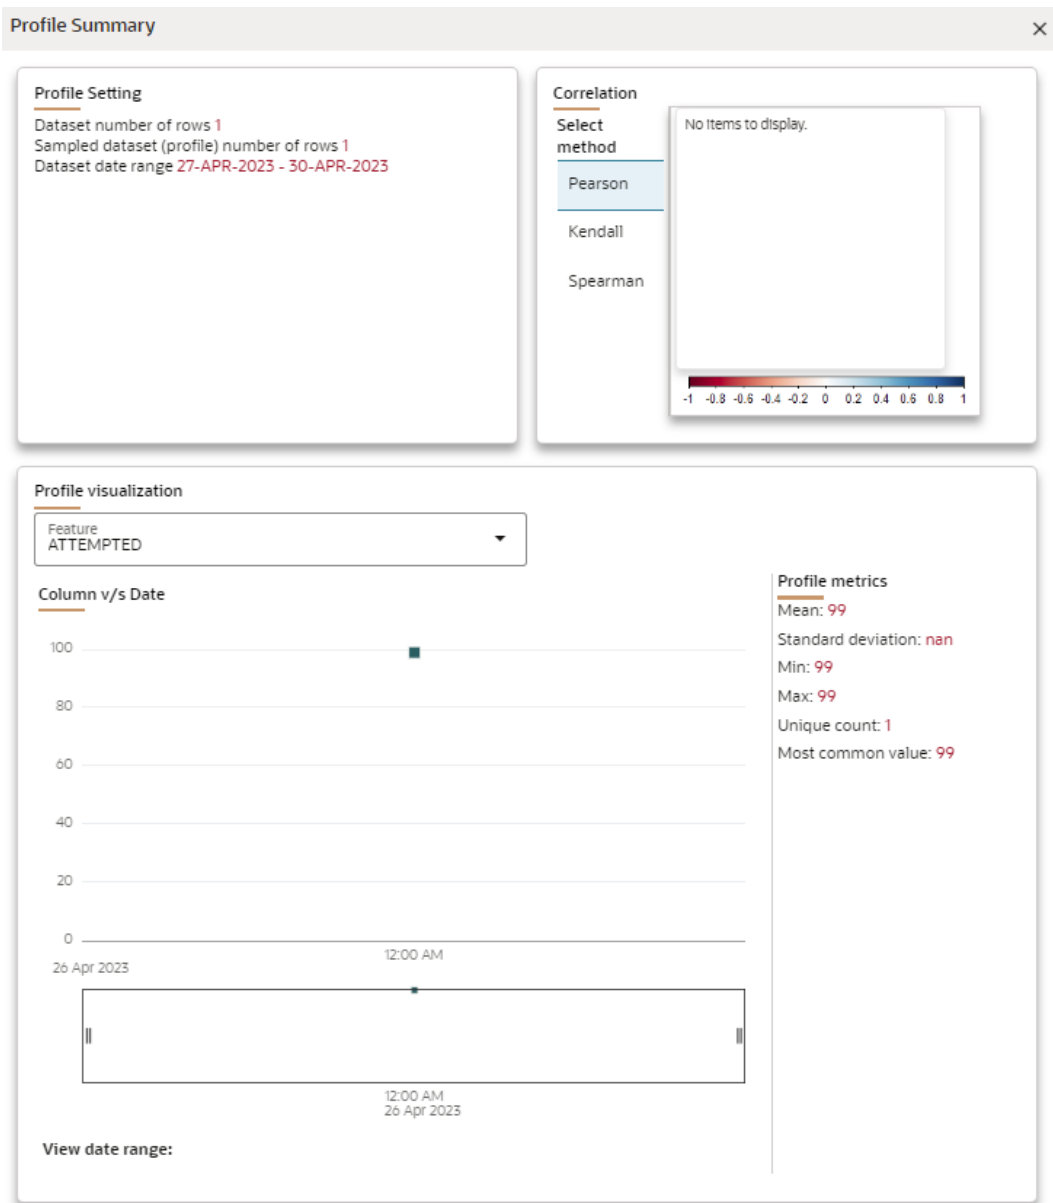 Profile Summary
Profile Setting
Dataset number of rows 1
Sampled dataset (profile) number of rows 1
Dataset date range 27-APR-2023 - 30-APR-2023
Correlation
Select
method
Pearson
Kendall
Spearman
No items to display.
-1 -0.8 -0.6 -0.4 -0.2 0 0.2 0.4 0.6 0.8 1
Profile visualization
Feature
ATTEMPTED
Column v/s Date
100
80
60
40
20
0
12:00 AM
26 Apr 2023
12:00 AM
26 Apr 2023
View date range:
Profile metrics
Mean: 99
Standard deviation: nan
Min: 99
Max: 99
Unique count: 1
Most common value: 99